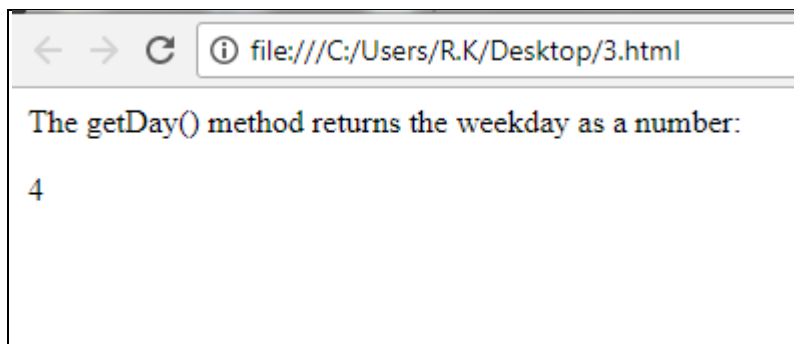 file:///C:/Users/R.K/Desktop/3.html
The getDay() method returns the weekday as a number:
4